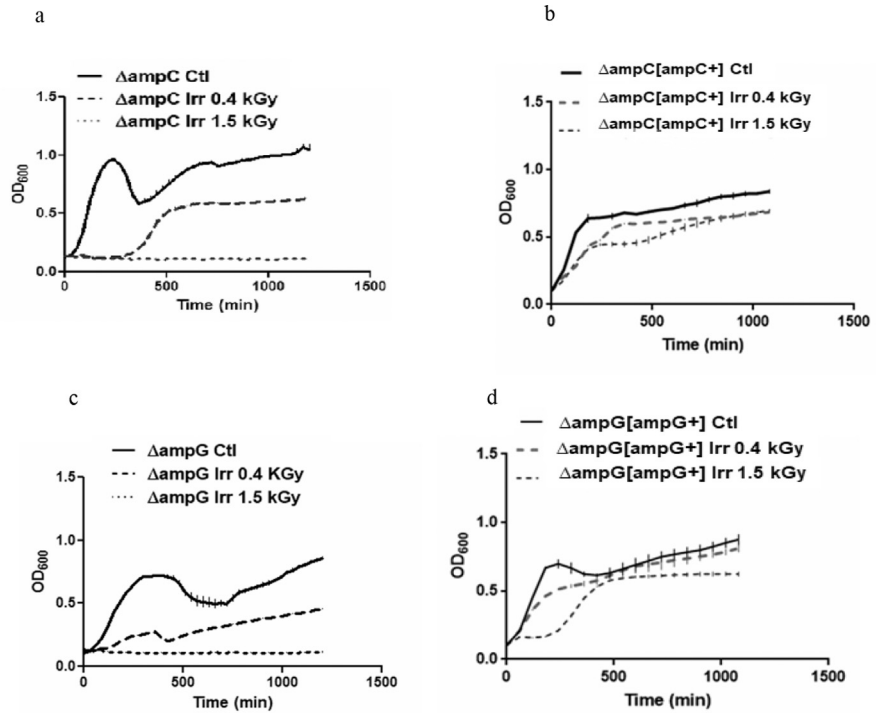 a
ΔampC Ctl
ΔampC Irr 0.4 kGy
ΔampC Irr 1.5 kGy
1.5
1.0
0.5
0.0
OD600
0 500 1000 1500
Time (min)
b
ΔampC[ampC+] Ctl
ΔampC[ampC+] Irr 0.4 kGy
ΔampC[ampC+] Irr 1.5 kGy
1.5
1.0
0.5
0.0
OD600
0 500 1000 1500
Time (min)
c
ΔampG Ctl
ΔampG Irr 0.4 KGy
ΔampG Irr 1.5 kGy
1.5
1.0
0.5
0.0
OD600
0 500 1000 1500
Time (min)
d
ΔampG[ampG+] Ctl
ΔampG[ampG+] Irr 0.4 kGy
ΔampG[ampG+] Irr 1.5 kGy
1.5
1.0
0.5
0.0
OD600
0 500 1000 1500
Time (min)